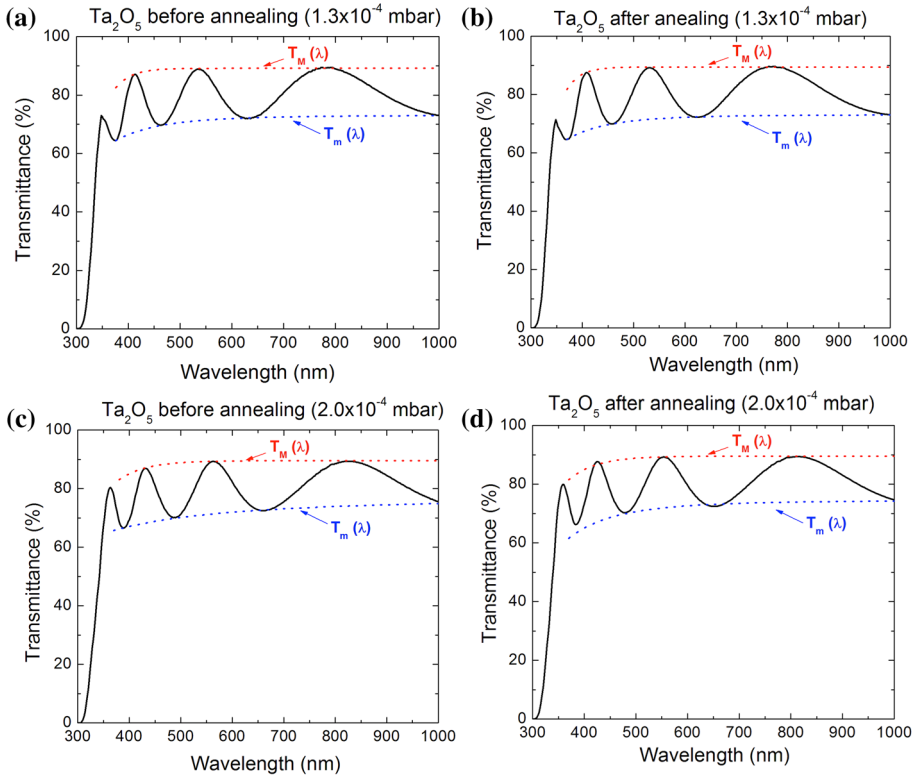 (a)
Ta2O5 before annealing (1.3x10-4 mbar)
100
80
60
40
20
0
Transmittance (%)
TM (λ)
Tm (λ)
300 400 500 600 700 800 900 1000
Wavelength (nm)
(b)
Ta2O5 after anealing (1.3x10-4 mbar)
100
80
60
40
20
0
Transmittance (%)
TM (λ)
Tm (λ)
300 400 500 600 700 800 900 1000
Wavelength (nm)
(c)
Ta2O5 before annealing (2.0x10-4 mbar)
100
80
60
40
20
0
Transmittance (%)
TM (λ)
Tm (λ)
300 400 500 600 700 800 900 1000
Wavelength (nm)
(d)
Ta2O5 after annealing (2.0x10-4 mbar)
100
80
60
40
20
0
Transmittance (%)
TM (λ)
Tm (λ)
300 400 500 600 700 800 900 1000
Wavelength (nm)